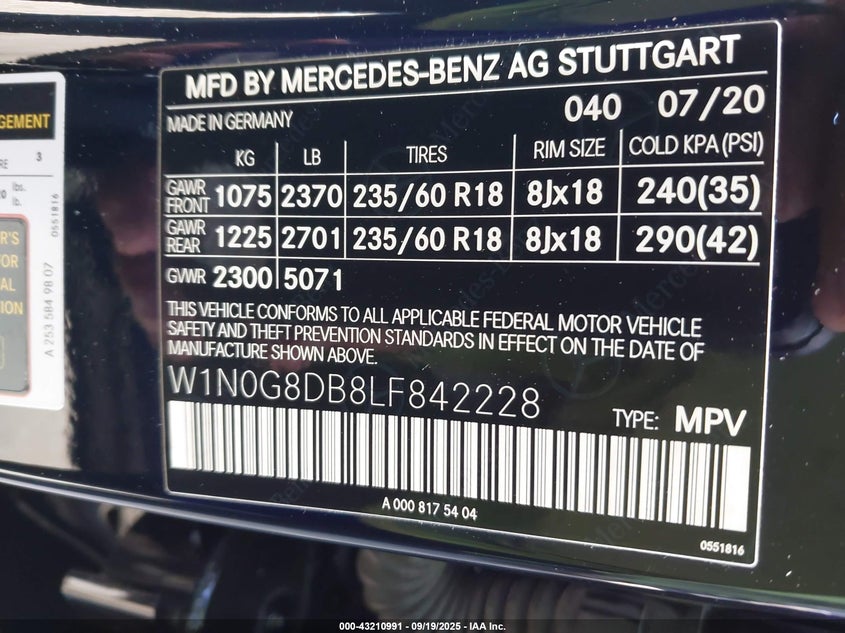 MFD BY MERCEDES-BENZ AG STUTTGART
MADE IN GERMANY 040 07/20
KG LB TIRES RIM SIZE COLD KPA (PSI)
GAWR FRONT 1075 2370 235/60 R18 8Jx18 240(35)
GAWR REAR 1225 2701 235/60 R18 8Jx18 290(42)
GVWR 2300 5071
THIS VEHICLE CONFORMS TO ALL APPLICABLE FEDERAL MOTOR VEHICLE
SAFETY AND THEFT PREVENTION STANDARDS IN EFFECT ON THE DATE OF
MANUFACTURE SHOWN ABOVE.
W1N0G8DB8LF842228
TYPE: MPV
A 000 817 54 04
0551816
3
lbs.
lb.
0551816
A 253 584 98 07
000-43210991 - 09/19/2025 - IAA Inc.